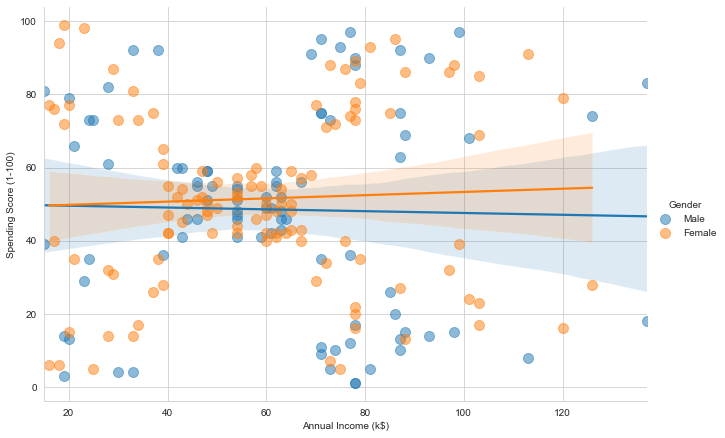 100
80
60
40
20
0
Spending Score (1-100)
20 40 60 80 100 120
Annual Income (k$)
Gender
Male
Female